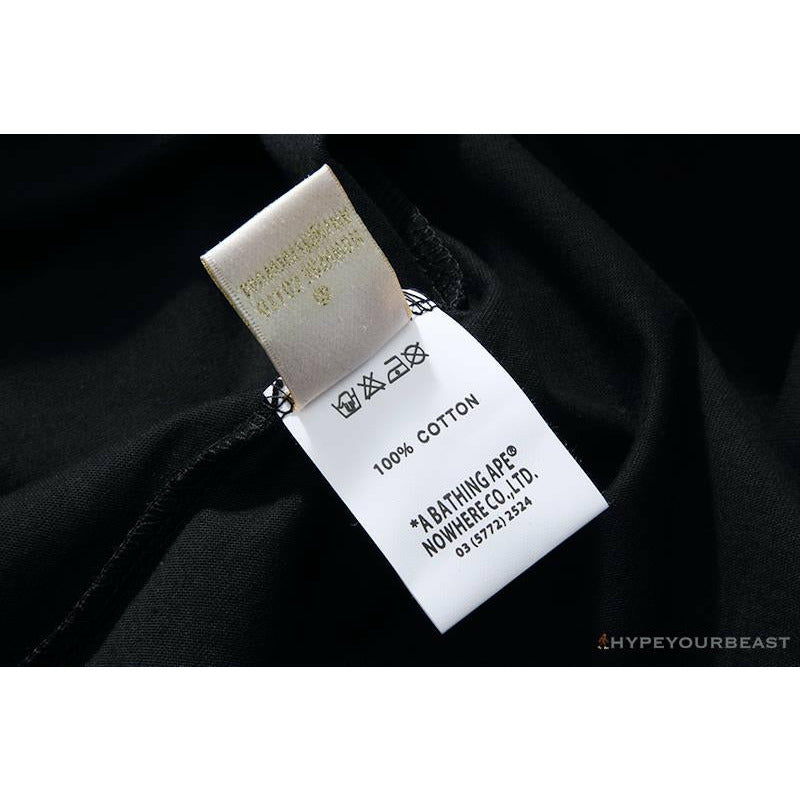 100% COTTON
*A BATHING APE®
NOWHERE CO.,LTD.
03 (5772) 2524
HYPEYOURBEAST